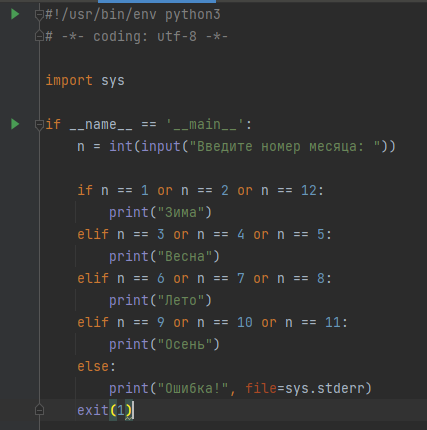 #!/usr/bin/env python3
# -*- coding: utf-8 -*-
import sys
if __name__ == '__main__':
    n = int(input("Введите номер месяца: "))
    if n == 1 or n == 2 or n == 12:
        print("Зима")
    elif n == 3 or n == 4 or n == 5:
        print("Весна")
    elif n == 6 or n == 7 or n == 8:
        print("Лето")
    elif n == 9 or n == 10 or n == 11:
        print("Осень")
    else:
        print("Ошибка!", file=sys.stderr)
    exit(1)